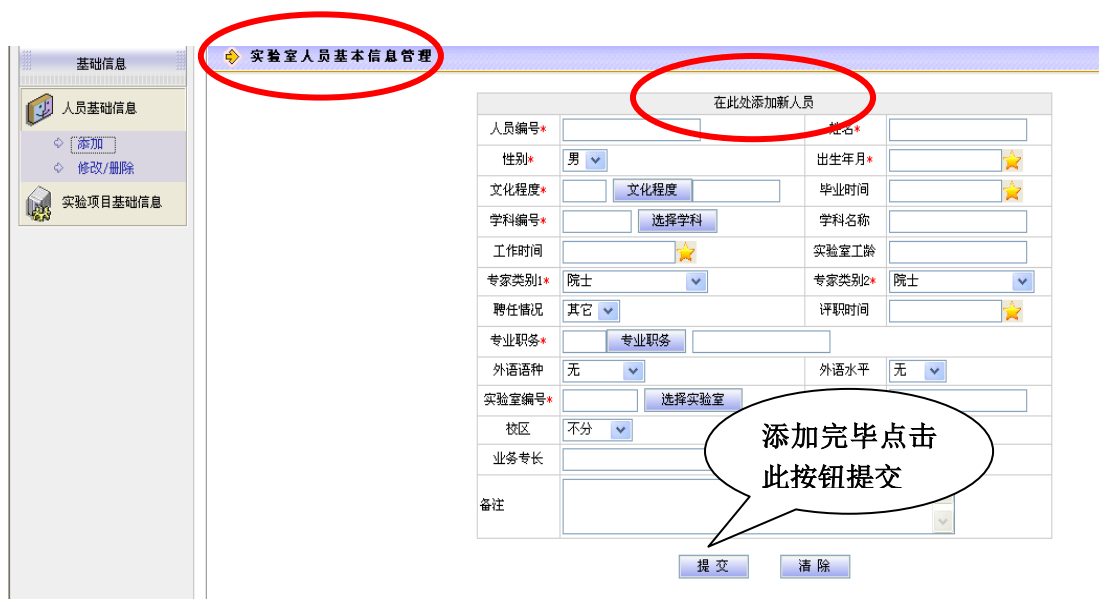 基础信息
人员基础信息
添加
修改/删除
实验项目基础信息
实验室人员基本信息管理
在此处添加新人员
人员编号* 姓名*
性别* 男 出生年月*
文化程度* 文化程度 毕业时间
学科编号* 选择学科 学科名称
工作时间 实验室工龄
专家类别1* 院士 专家类别2* 院士
聘任情况 其它 评职时间
专业职务* 专业职务
外语语种 无 外语水平 无
实验室编号* 选择实验室
校区 不分
业务专长
备注
添加完毕点击
此按钮提交
提交 清除